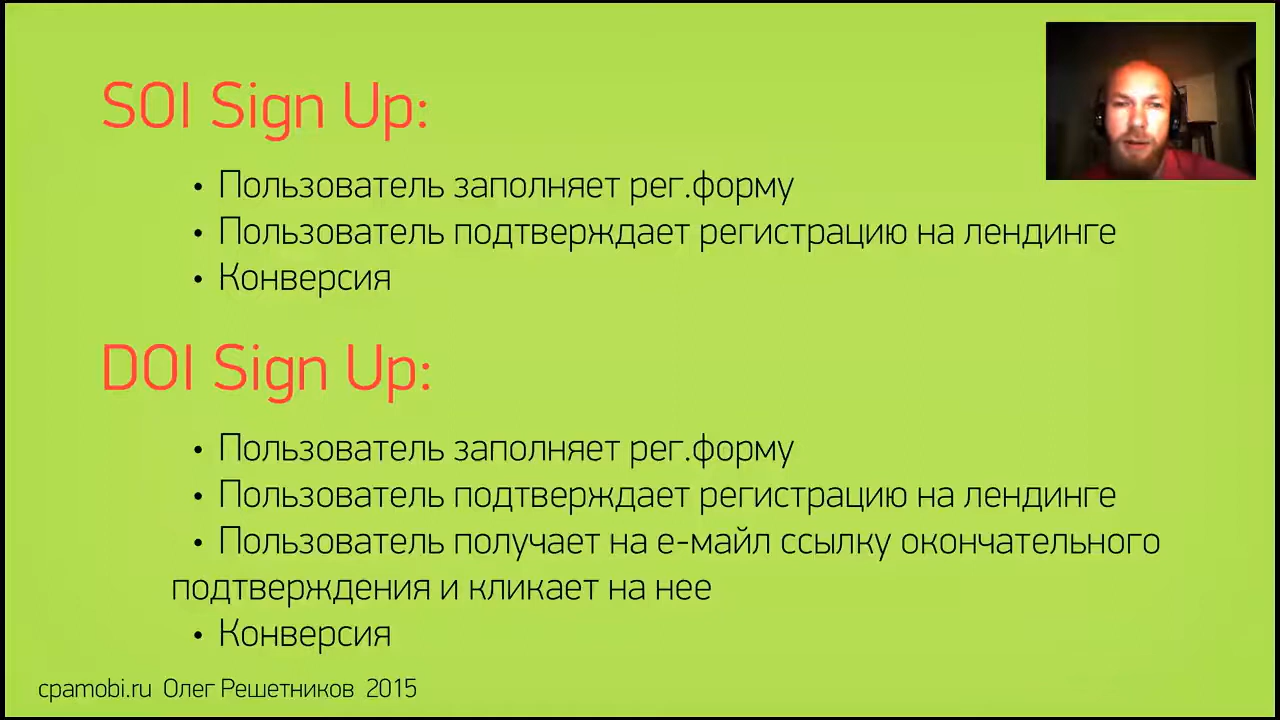 SOI Sign Up:
• Пользователь заполняет рег.форму
• Пользователь подтверждает регистрацию на лендинге
• Конверсия
DOI Sign Up:
• Пользователь заполняет рег.форму
• Пользователь подтверждает регистрацию на лендинге
• Пользователь получает на е-майл ссылку окончательного
подтверждения и кликает на нее
• Конверсия
cpamobi.ru Олег Решетников 2015